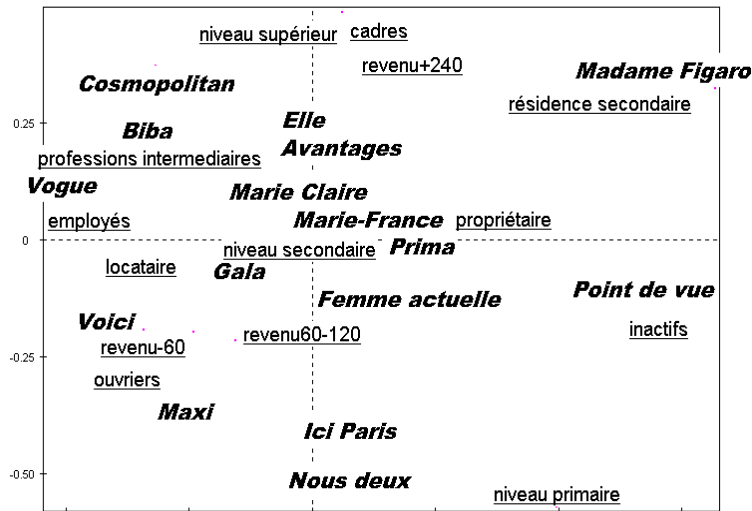 niveau supérieur cadres
revenu+240
Madame Figaro
Cosmopolitan
résidence secondaire
Elle
0.25
Biba
Avantages
professions intermediaires
Vogue
Marie Claire
employés
Marie-France propriétaire
0
niveau secondaire Prima
locataire
Gala
Point de vue
Femme actuelle
Voici
inactifs
revenu60-120
revenu-60
-0.25
ouvriers
Maxi
Ici Paris
-0.50
Nous deux
niveau primaire